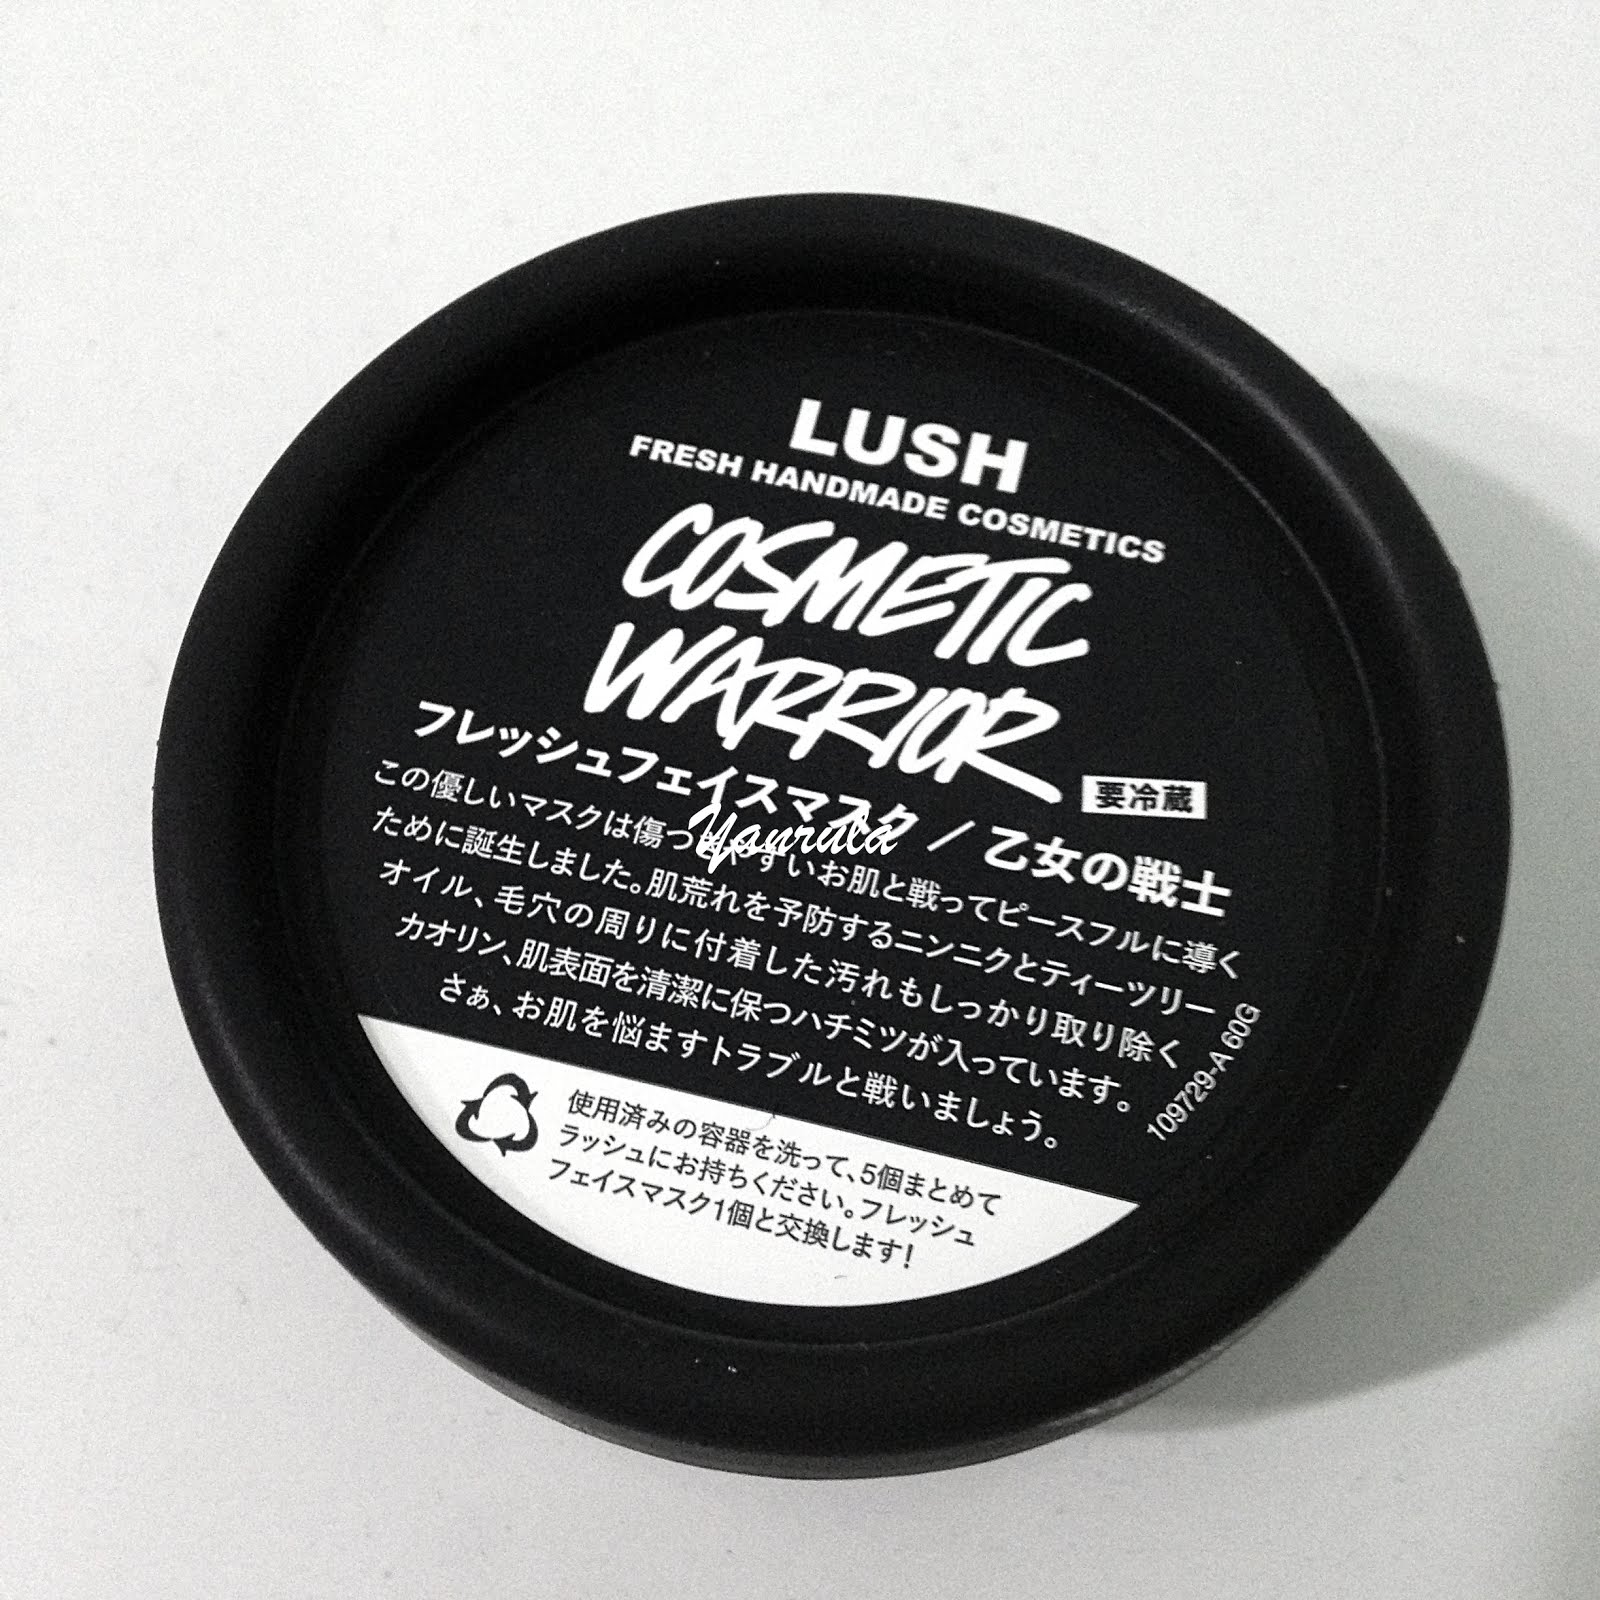 LUSH
FRESH HANDMADE COSMETICS
COSMETIC
WARRIOR
要冷蔵
フレッシュフェイスマスク / 乙女の戦士
この優しいマスクは傷つきやすいお肌と戦ってピースフルに導く
ために誕生しました。肌荒れを予防するニンニクとティーツリー
オイル、毛穴の周りに付着した汚れもしっかり取り除く
カオリン、肌表面を清潔に保つハチミツが入っています。
さぁ、お肌を悩ますトラブルと戦いましょう。
109729-A 60G
使用済みの容器を洗って、5個まとめて
ラッシュにお持ちください。フレッシュ
フェイスマスク1個と交換します!
Yanrula